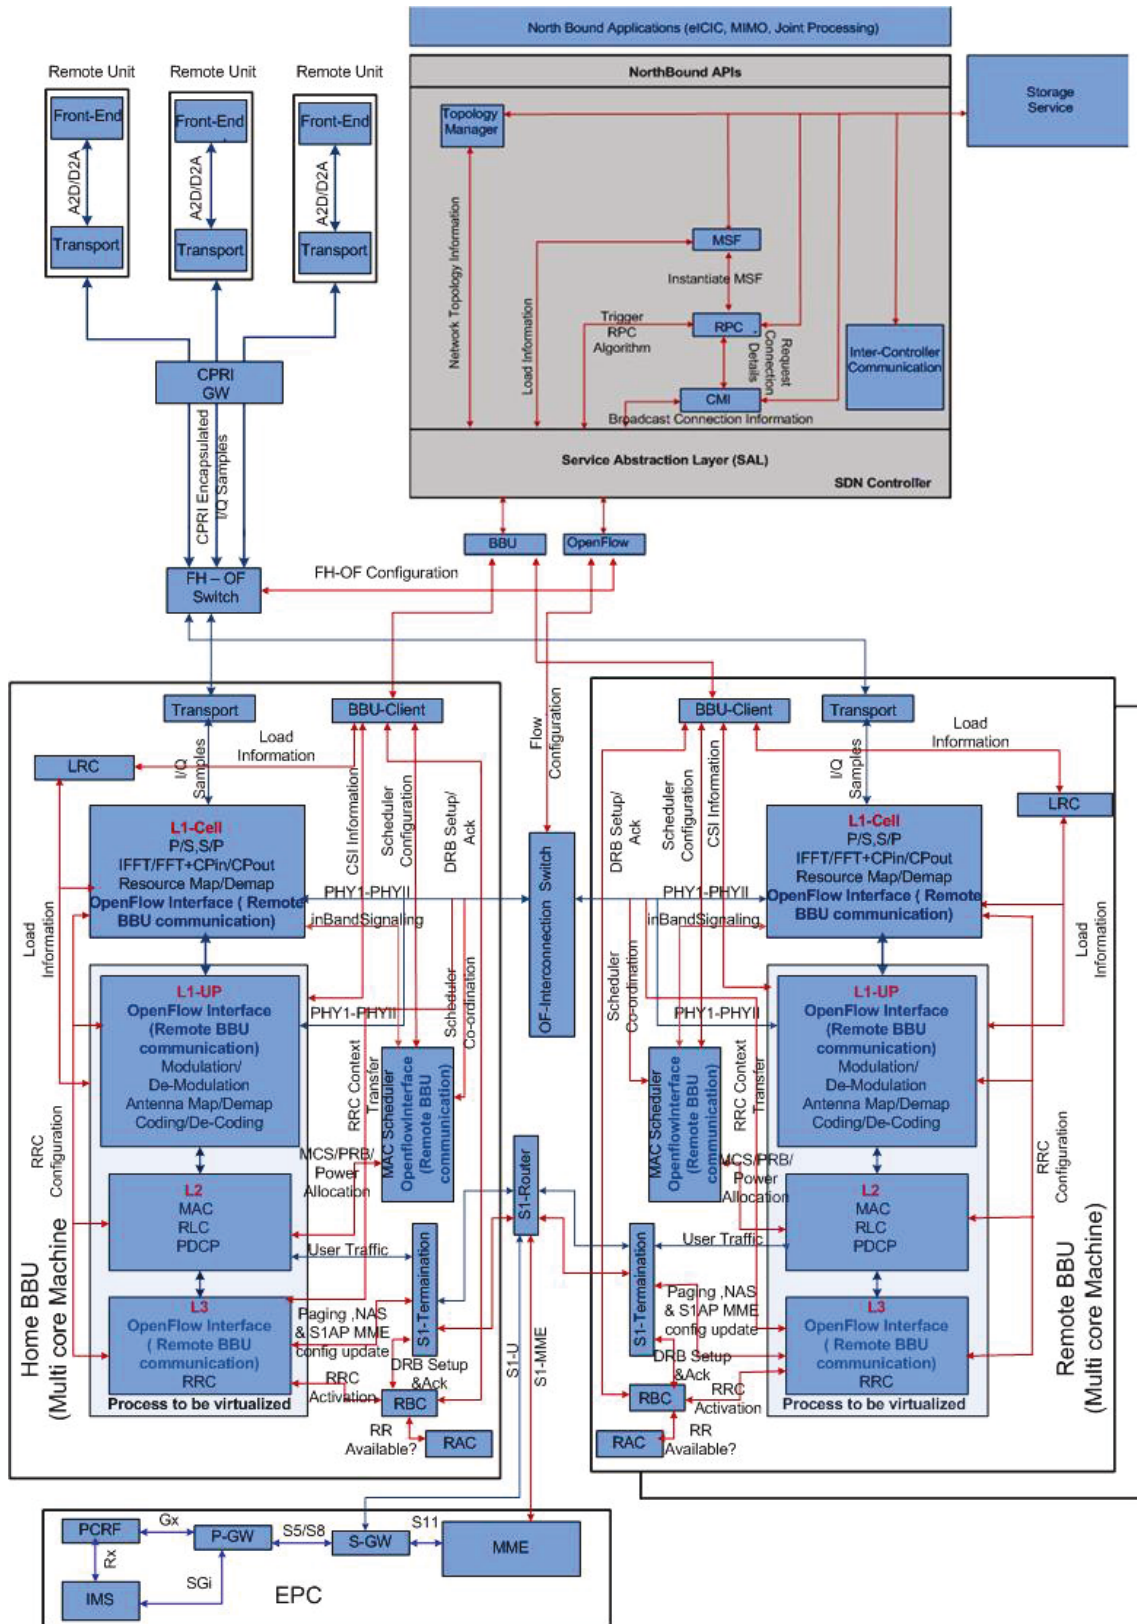 North Bound Applications (eICIC, MIMO, Joint Processing)
NorthBound APIs
Storage
Service
Remote Unit
Remote Unit
Remote Unit
Front-End
Front-End
Front-End
A2D/D2A
A2D/D2A
A2D/D2A
Transport
Transport
Transport
CPRI
GW
CPRI Encapsulated
I/Q Samples
FH – OF
Switch
Topology
Manager
Network Topology Information
Load Information
MSF
Instantiate MSF
Trigger
RPC
Algorithm
RPC
Request
Connection
Details
CMI
Broadcast Connection Information
Inter-Controller
Communication
Service Abstraction Layer (SAL)
SDN Controller
BBU
OpenFlow
FH-OF Configuration
Flow
Configuration
OF-Interconnection Switch
Transport
BBU-Client
LRC
Load
Information
I/Q
Samples
CSI Information
Scheduler
Configuration
DRB Setup/
Ack
L1-Cell
P/S,S/P
IFFT/FFT+CPin/CPout
Resource Map/Demap
OpenFlow Interface ( Remote
BBU communication)
PHY1-PHYII
inBandSignaling
Load
Information
L1-UP
OpenFlow Interface
(Remote BBU
communication)
Modulation/
De-Modulation
Antenna Map/Demap
Coding/De-Coding
PHY1-PHYII
Scheduler
Co-ordination
RRC Context
Transfer
MAC Scheduler
OpenflowInterface
(Remote BBU
communication)
RRC
Configuration
MCS/PRB/
Power
Allocation
L2
MAC
RLC
PDCP
User Traffic
S1-Termaination
S1-Router
L3
OpenFlow Interface
( Remote BBU
communication)
RRC
Process to be virtualized
Paging ,NAS
& S1AP MME
config update
DRB Setup
&Ack
RRC
Activation
RBC
RR
Available?
RAC
Home BBU
(Multi core Machine)
S1-U
S1-MME
BBU-Client
Transport
Load
Information
LRC
I/Q
Samples
DRB Setup/
Ack
Scheduler
Configuration
CSI Information
L1-Cell
P/S,S/P
IFFT/FFT+CPin/CPout
Resource Map/Demap
OpenFlow Interface ( Remote
BBU communication)
PHY1-PHYII
inBandSignaling
Load
Information
Scheduler
Co-ordination
L1-UP
OpenFlow Interface
(Remote BBU
communication)
Modulation/
De-Modulation
Antenna Map/Demap
Coding/De-Coding
PHY1-PHYII
MAC Scheduler
OpenflowInterface
(Remote BBU
communication)
RRC Context
Transfer
RRC
Configuration
MCS/PRB/
Power
Allocation
L2
MAC
RLC
PDCP
User Traffic
S1-Termination
L3
OpenFlow Interface
( Remote BBU
communication)
RRC
Process to be virtualized
Paging ,NAS
& S1AP MME
config update
DRB Setup
&Ack
RRC
Activation
RBC
RR
Available?
RAC
Remote BBU
(Multi core Machine)
PCRF
Gx
P-GW
S5/S8
S-GW
S11
MME
Rx
SGi
IMS
EPC